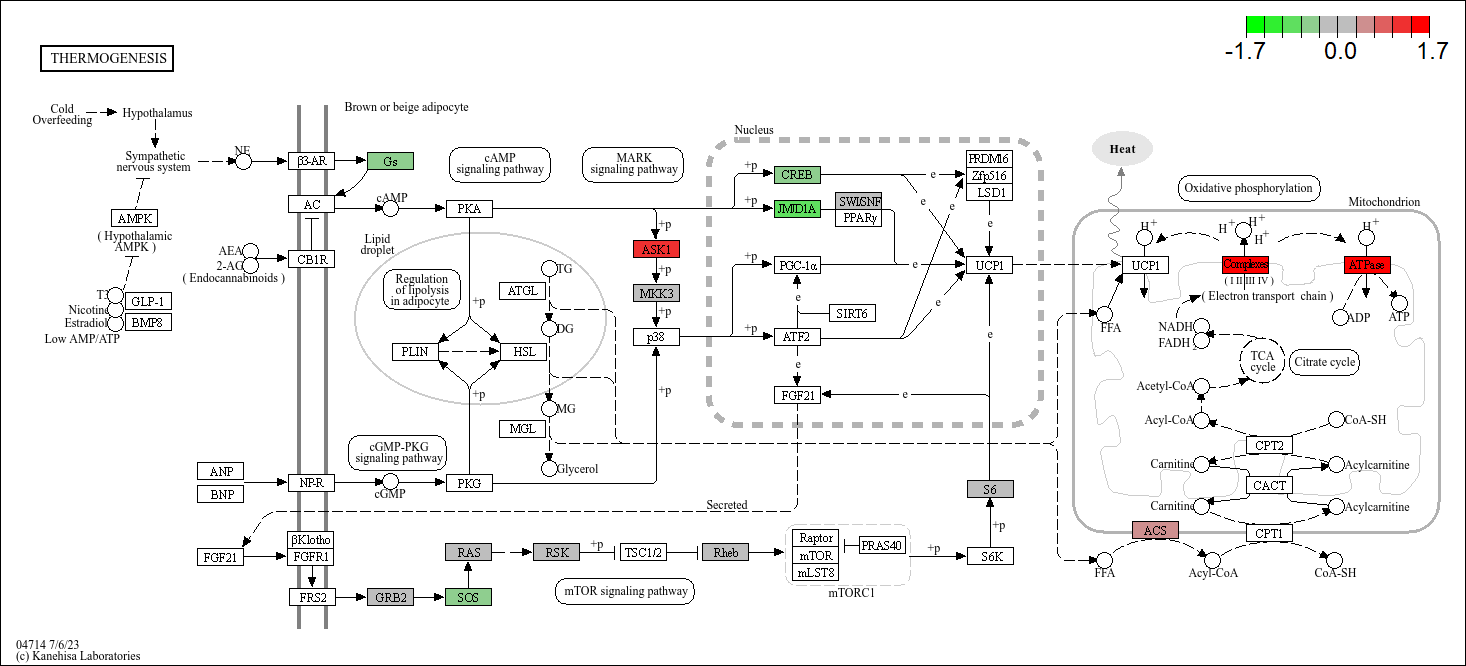 -1.7 0.0 1.7
THERMOGENESIS
Cold
Overfeeding
Hypothalamus
Brown or beige adipocyte
Sympathetic
nervous system
NE
β3-AR
Gs
cAMP
signaling pathway
MARK
signaling pathway
Nucleus
+p
CREB
e
PRDM16
Zfp516
LSD1
Heat
Oxidative phosphorylation
Mitochondrion
AC
cAMP
PKA
+p
JMJD1A
SWISNF
PPARγ
e
e
AMPK
( Hypothalamic
AMPK )
+p
ASK1
H+
H+
H+
H+
H+
AEA
2-AG
( Endocannabinoids )
CB1R
Lipid
droplet
TG
+p
+p
PGC-1α
e
UCP1
UCP1
Complexes
( I II III IV )
( Electron transport chain )
ATPase
Regulation
of lipolysis
in adipocyte
ATGL
MKK3
T3
Nicotine
Estradiol
Low AMP/ATP
GLP-1
BMP8
+p
+p
SIRT6
e
e
FFA
ADP
ATP
DG
p38
+p
ATF2
e
NADH
FADH2
PLIN
HSL
e
TCA
cycle
Citrate cycle
+p
+p
FGF21
e
Acetyl-CoA
MG
MGL
Acyl-CoA
CoA-SH
cGMP-PKG
signaling pathway
CPT2
Glycerol
Carnitine
Acylcarnitine
ANP
BNP
NP-R
cGMP
PKG
S6
CACT
Secreted
Carnitine
Acylcarnitine
+p
ACS
CPT1
βKlotho
FGFR1
FGF21
RAS
RSK
+p
TSC1/2
Rheb
Raptor
mTOR
mLST8
PRAS40
+p
S6K
mTORC1
FFA
Acyl-CoA
CoA-SH
FRS2
GRB2
SOS
mTOR signaling pathway
04714 7/6/23
(c) Kanehisa Laboratories